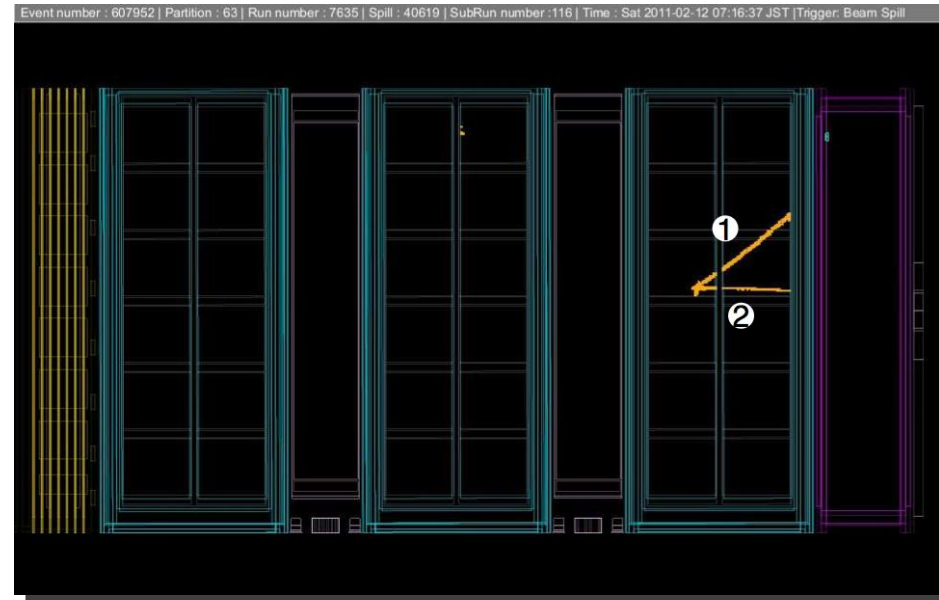 Event number : 607952 | Partition : 63 | Run number : 7635 | Spill : 40619 | SubRun number :116 | Time : Sat 2011-02-12 07:16:37 JST |Trigger: Beam Spill
1
2